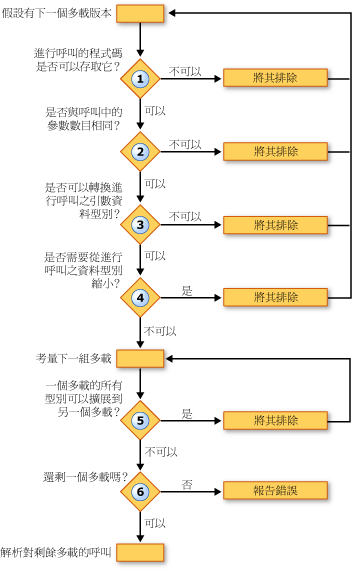 假設有下一個多載版本
進行呼叫的程式碼
是否可以存取它？
1
不可以
將其排除
可以
是否與呼叫中的
參數數目相同？
2
不可以
將其排除
可以
是否可以轉換進
行呼叫之引數資
料型別？
3
不可以
將其排除
可以
是否需要從進行
呼叫之資料型別
縮小？
4
是
將其排除
不可以
考量下一組多載
一個多載的所有
型別可以擴展到
另一個多載？
5
是
將其排除
不可以
還剩一個多載嗎？
6
否
報告錯誤
可以
解析對剩餘多載的呼叫